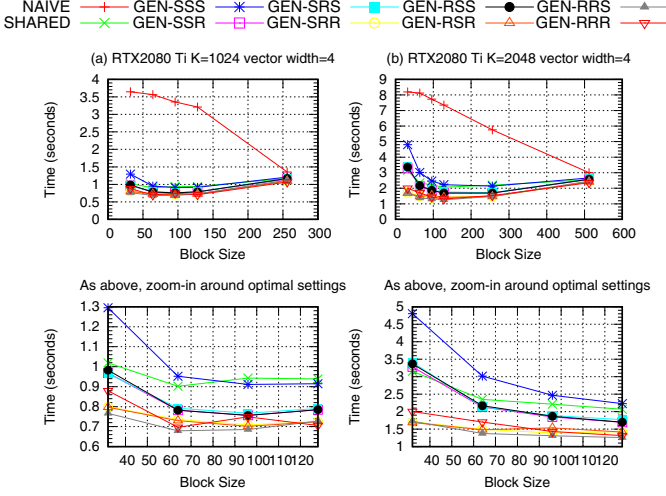 NAIVE GEN-SSS GEN-SRS GEN-RSS GEN-RRS
SHARED GEN-SSR GEN-SRR GEN-RSR GEN-RRR
(a) RTX2080 Ti K=1024 vector width=4
(b) RTX2080 Ti K=2048 vector width=4
Time (seconds)
4
3.5
3
2.5
2
1.5
1
0.5
0
0 50 100 150 200 250 300
Block Size
Time (seconds)
9
8
7
6
5
4
3
2
1
0
0 100 200 300 400 500 600
Block Size
As above, zoom-in around optimal settings
As above, zoom-in around optimal settings
Time (seconds)
1.3
1.2
1.1
1
0.9
0.8
0.7
0.6
40 50 60 70 80 90 100 110 120
Block Size
Time (seconds)
5
4.5
4
3.5
3
2.5
2
1.5
1
40 50 60 70 80 90 100 110 120
Block Size